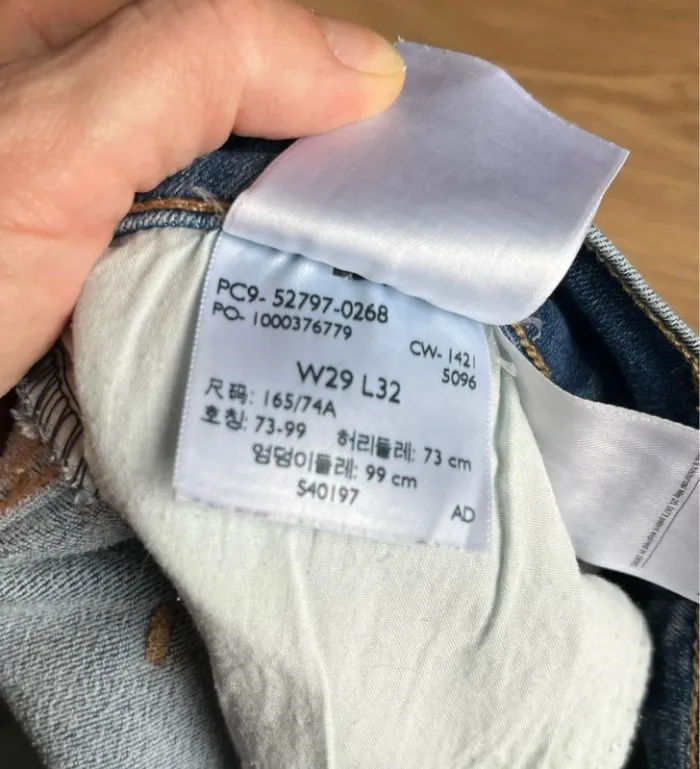 PC9- 52797-0268
PO- 1000376779
CW- 1421
5096
W29 L32
尺码: 165/74A
호칭: 73-99 허리둘레: 73 cm
엉덩이둘레: 99 cm
S40197
AD